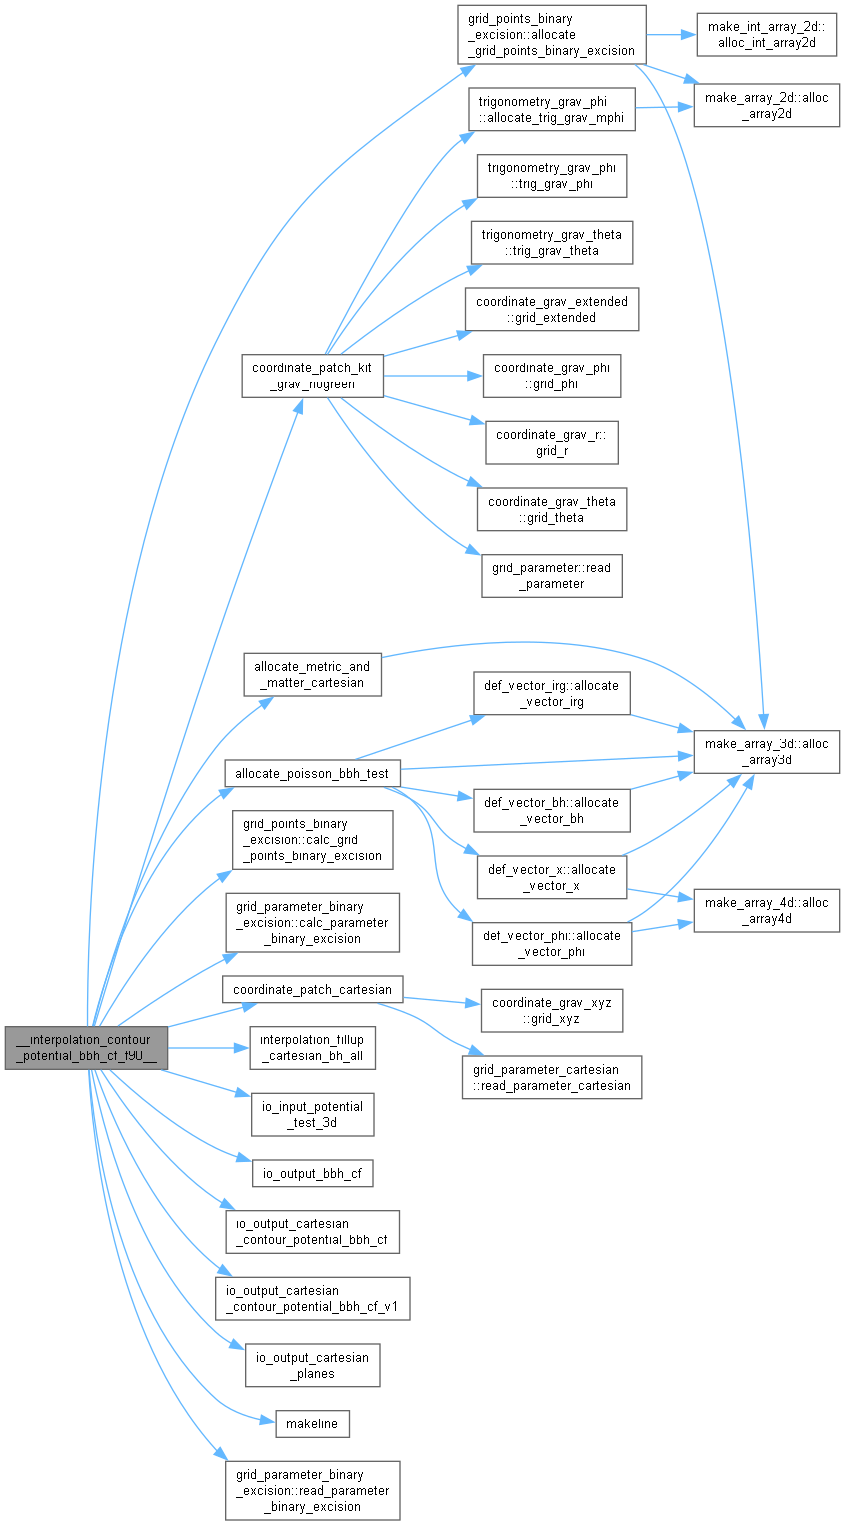 grid_points_binary
_excision::allocate
_grid_points_binary_excision
make_int_array_2d::
alloc_int_array2d
make_array_2d::alloc
_array2d
trigonometry_grav_phi
::allocate_trig_grav_mphi
trigonometry_grav_phi
::trig_grav_phi
trigonometry_grav_theta
::trig_grav_theta
coordinate_grav_extended
::grid_extended
coordinate_patch_kit
_grav_nogreen
coordinate_grav_phi
::grid_phi
coordinate_grav_r::
grid_r
coordinate_grav_theta
::grid_theta
grid_parameter::read
_parameter
allocate_metric_and
_matter_cartesian
def_vector_irg::allocate
_vector_irg
make_array_3d::alloc
_array3d
allocate_poisson_bbh_test
def_vector_bh::allocate
_vector_bh
grid_points_binary
_excision::calc_grid
_points_binary_excision
def_vector_x::allocate
_vector_x
make_array_4d::alloc
_array4d
grid_parameter_binary
_excision::calc_parameter
_binary_excision
def_vector_phi::allocate
_vector_phi
coordinate_patch_cartesian
coordinate_grav_xyz
::grid_xyz
__interpolation_contour
_potential_bbh_cf_f90__
interpolation_fillup
_cartesian_bh_all
grid_parameter_cartesian
::read_parameter_cartesian
io_input_potential
_test_3d
io_output_bbh_cf
io_output_cartesian
_contour_potential_bbh_cf
io_output_cartesian
_contour_potential_bbh_cf_v1
io_output_cartesian
_planes
makeline
grid_parameter_binary
_excision::read_parameter
_binary_excision